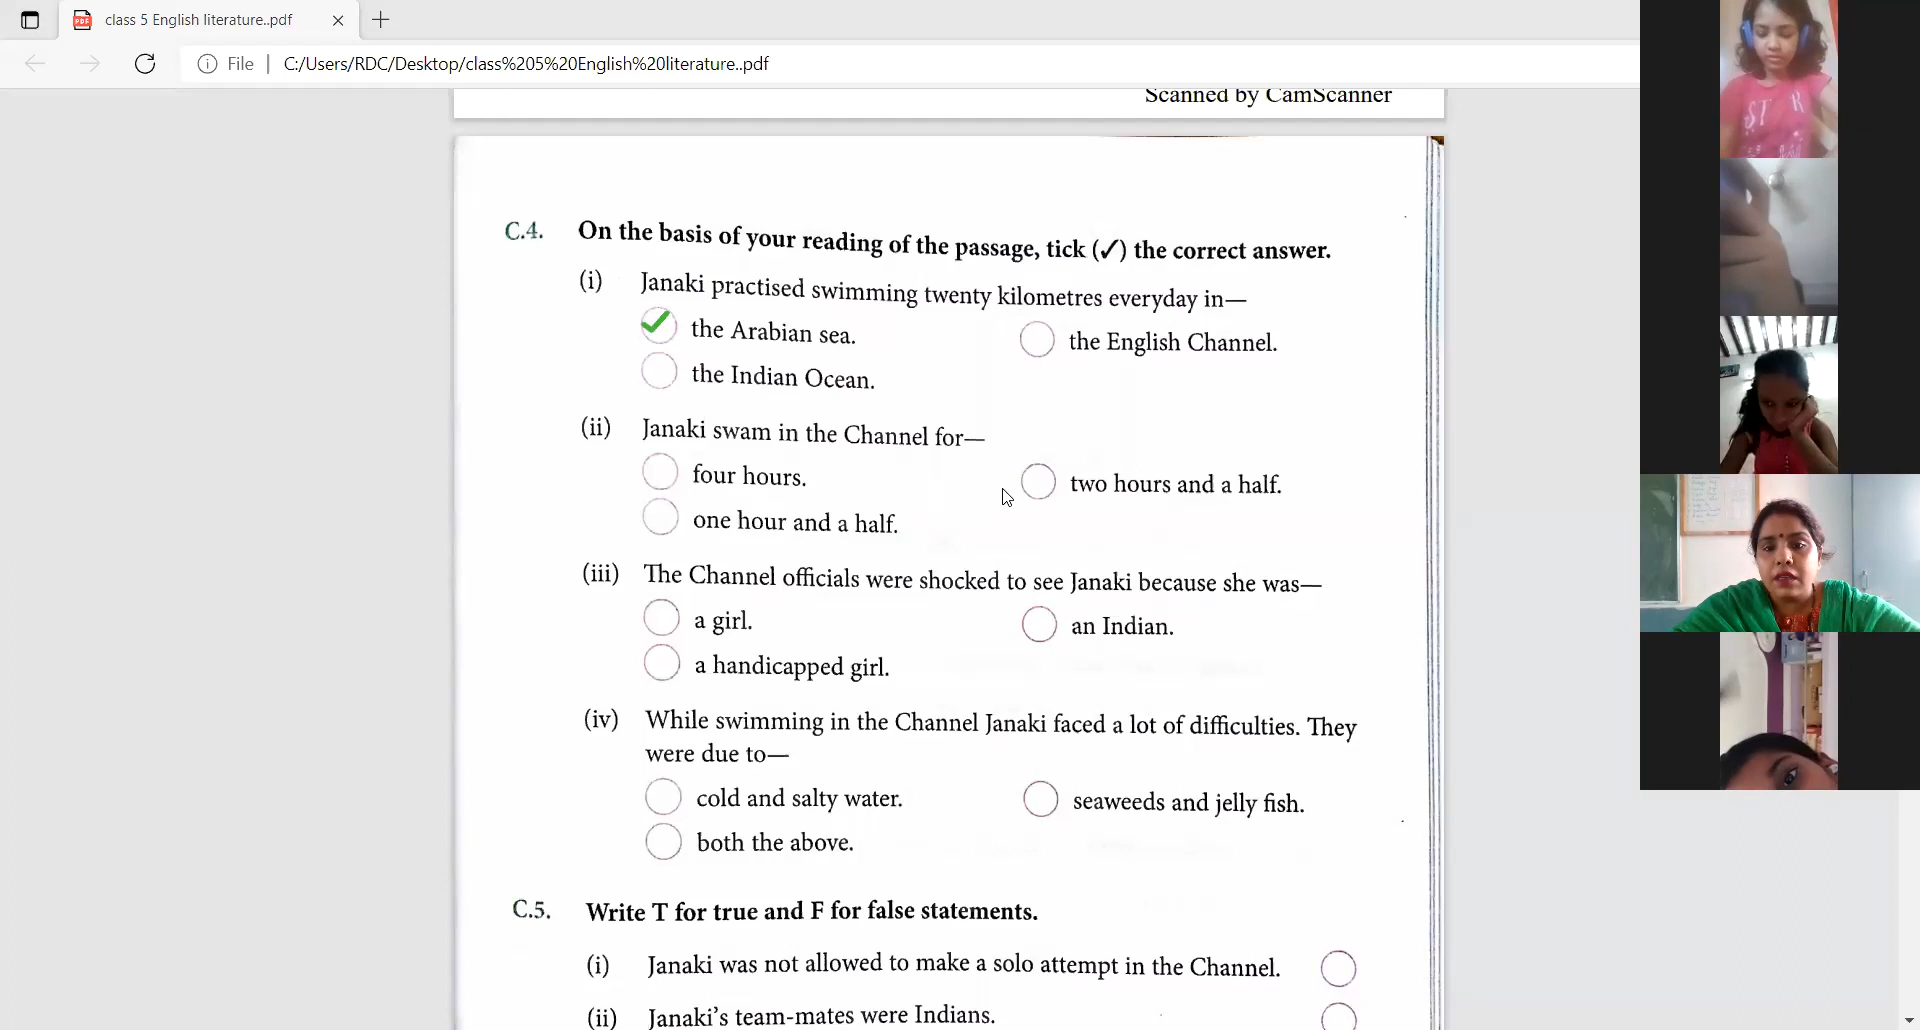 class 5 English literature..pdf
File | C:/Users/RDC/Desktop/class%205%20English%20literature..pdf
Scanned by CamScanner
C.4. On the basis of your reading of the passage, tick (✓) the correct answer.
(i) Janaki practised swimming twenty kilometres everyday in—
the Arabian sea. the English Channel.
the Indian Ocean.
(ii) Janaki swam in the Channel for—
four hours. two hours and a half.
one hour and a half.
(iii) The Channel officials were shocked to see Janaki because she was—
a girl. an Indian.
a handicapped girl.
(iv) While swimming in the Channel Janaki faced a lot of difficulties. They
were due to—
cold and salty water. seaweeds and jelly fish.
both the above.
C.5. Write T for true and F for false statements.
(i) Janaki was not allowed to make a solo attempt in the Channel.
(ii) Janaki's team-mates were Indians.